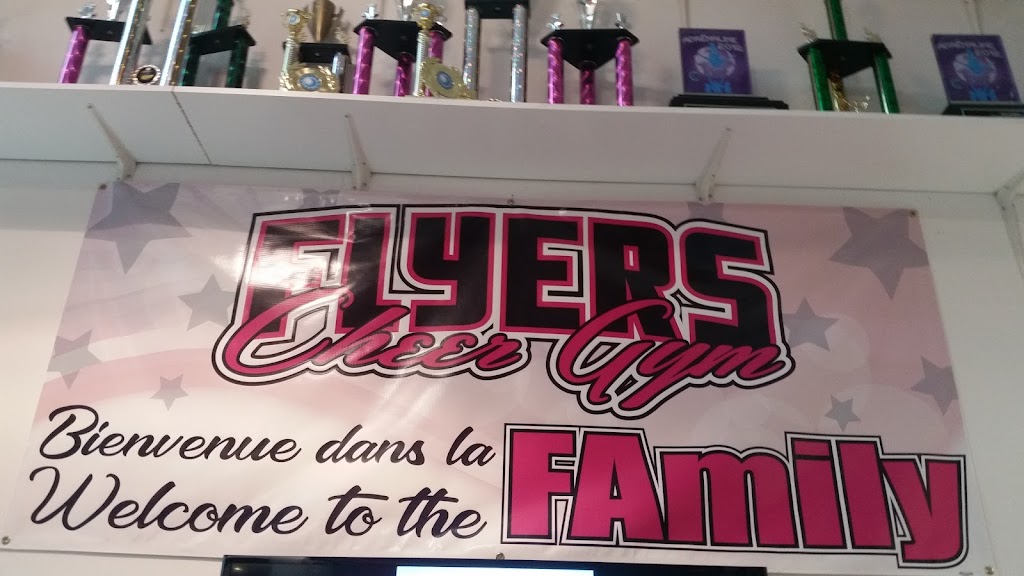 FLYERS
Cheer Gym
Bienvenue dans la
Welcome to the
FAmily